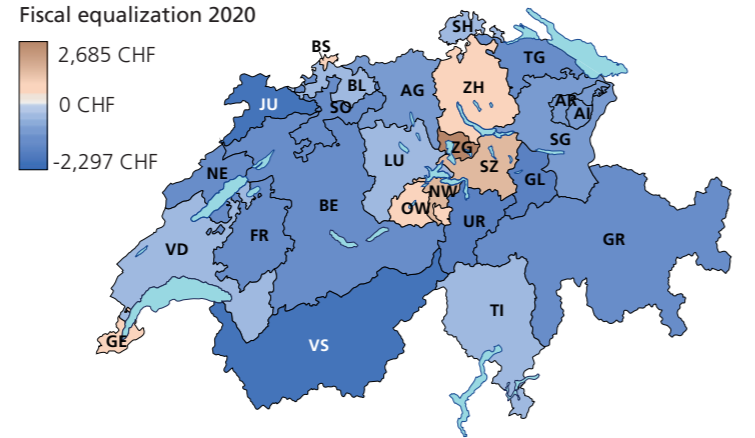 Fiscal equalization 2020
2,685 CHF
0 CHF
-2,297 CHF
SH
BS
TG
BL
AG
ZH
JU
SO
AR
AI
SG
ZG
LU
SZ
NE
NW
GL
OW
BE
UR
FR
GR
VD
TI
GE
VS